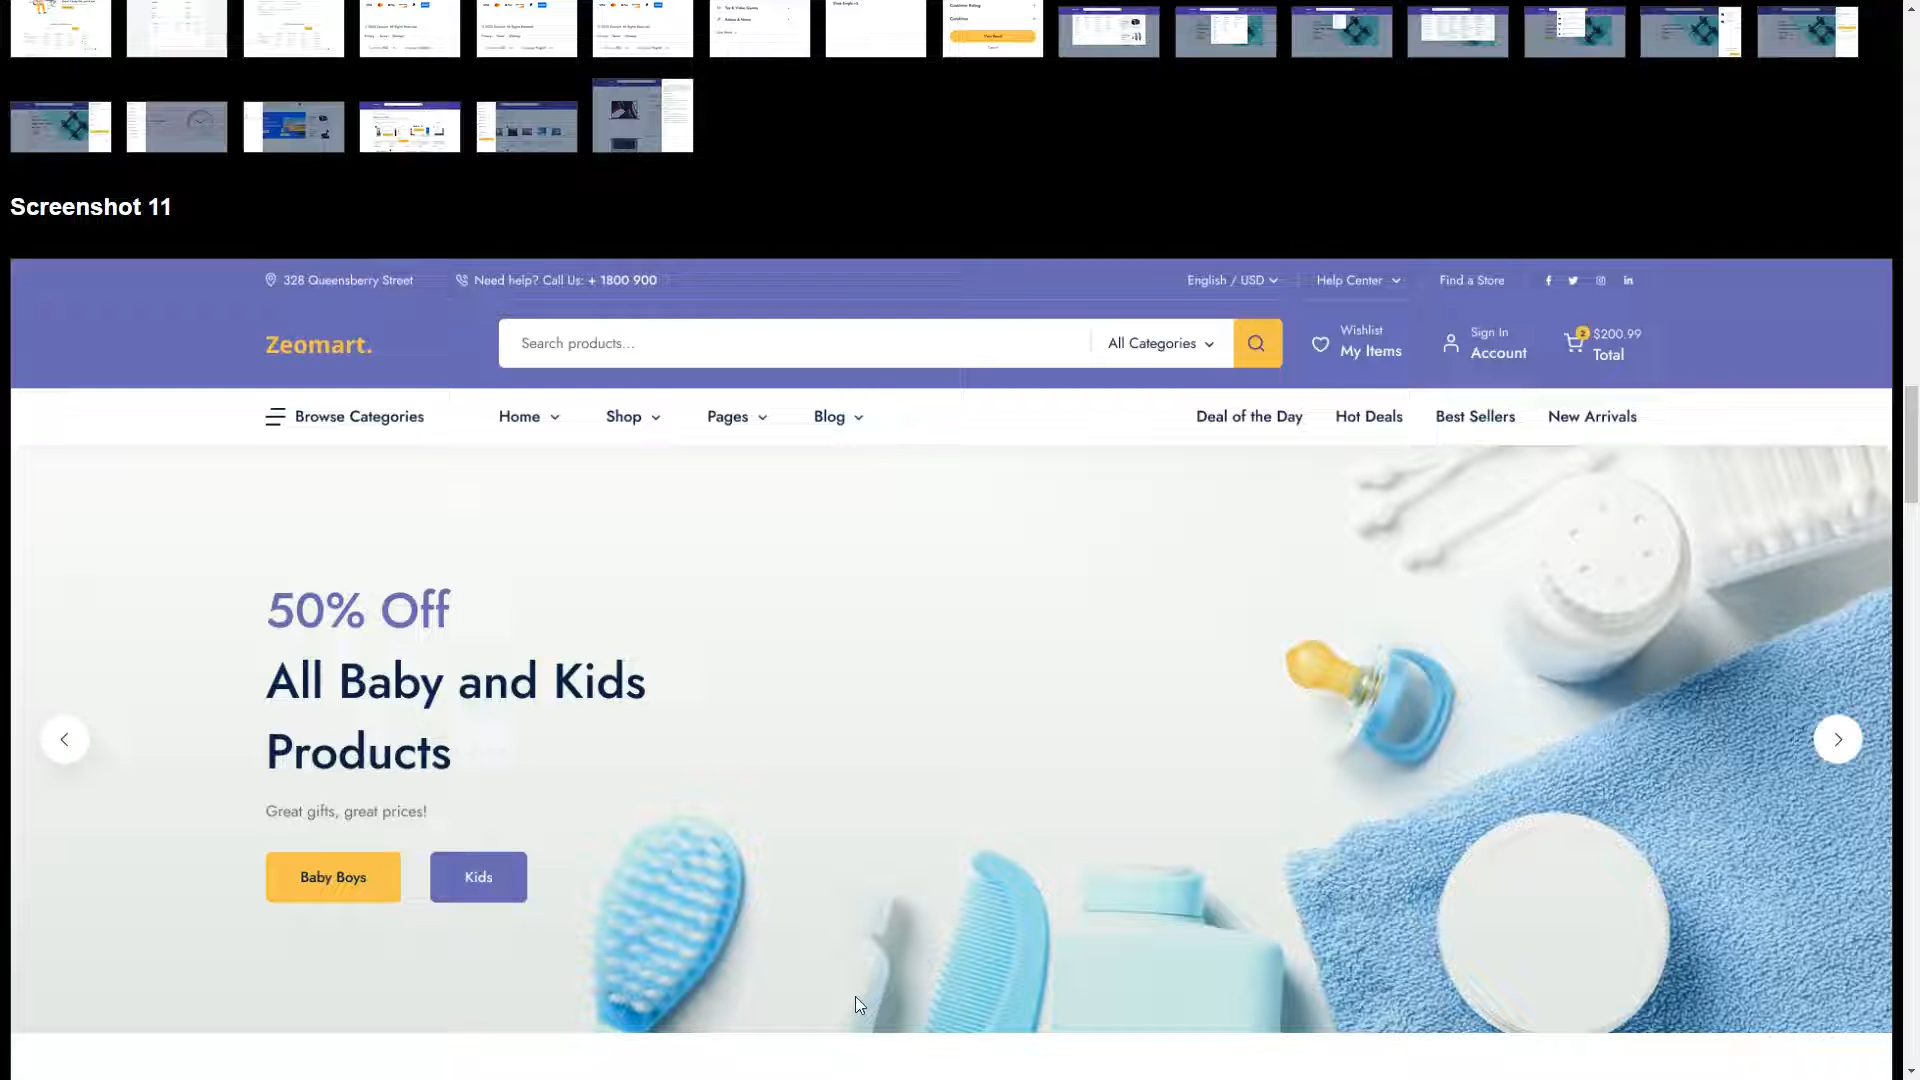 Screenshot 11
328 Queensberry Street
Need help? Call Us: + 1800 900
English / USD
Help Center
Find a Store
Zeomart.
Search products...
All Categories
Wishlist
My Items
Sign In
Account
2
$200.99
Total
Browse Categories
Home
Shop
Pages
Blog
Deal of the Day
Hot Deals
Best Sellers
New Arrivals
50% Off
All Baby and Kids
Products
Great gifts, great prices!
Baby Boys
Kids